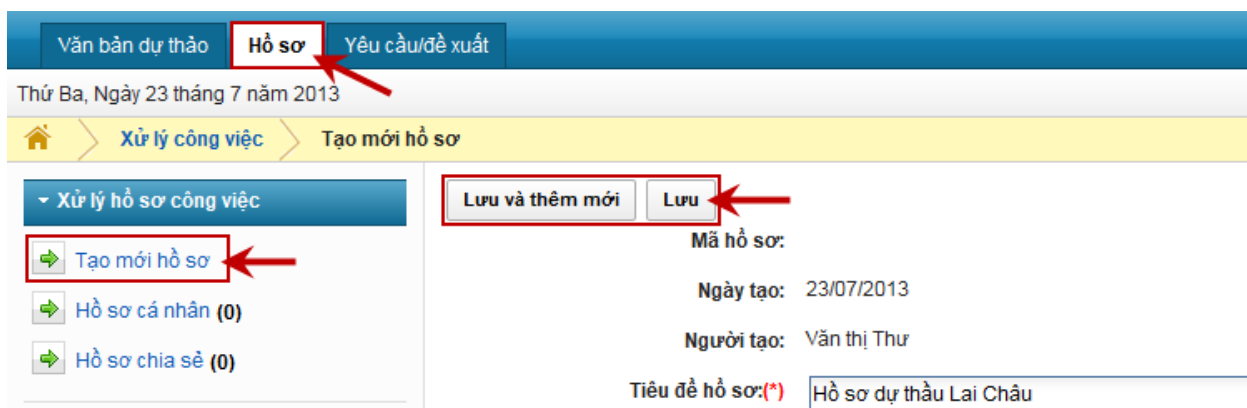 Văn bản dự thảo Hồ sơ Yêu cầu/đề xuất
Thứ Ba, Ngày 23 tháng 7 năm 2013
Xử lý công việc Tạo mới hồ sơ
Xử lý hồ sơ công việc
Tạo mới hồ sơ
Hồ sơ cá nhân (0)
Hồ sơ chia sẻ (0)
Lưu và thêm mới Lưu
Mã hồ sơ:
Ngày tạo: 23/07/2013
Người tạo: Văn thị Thư
Tiêu đề hồ sơ:(*) Hồ sơ dự thầu Lai Châu